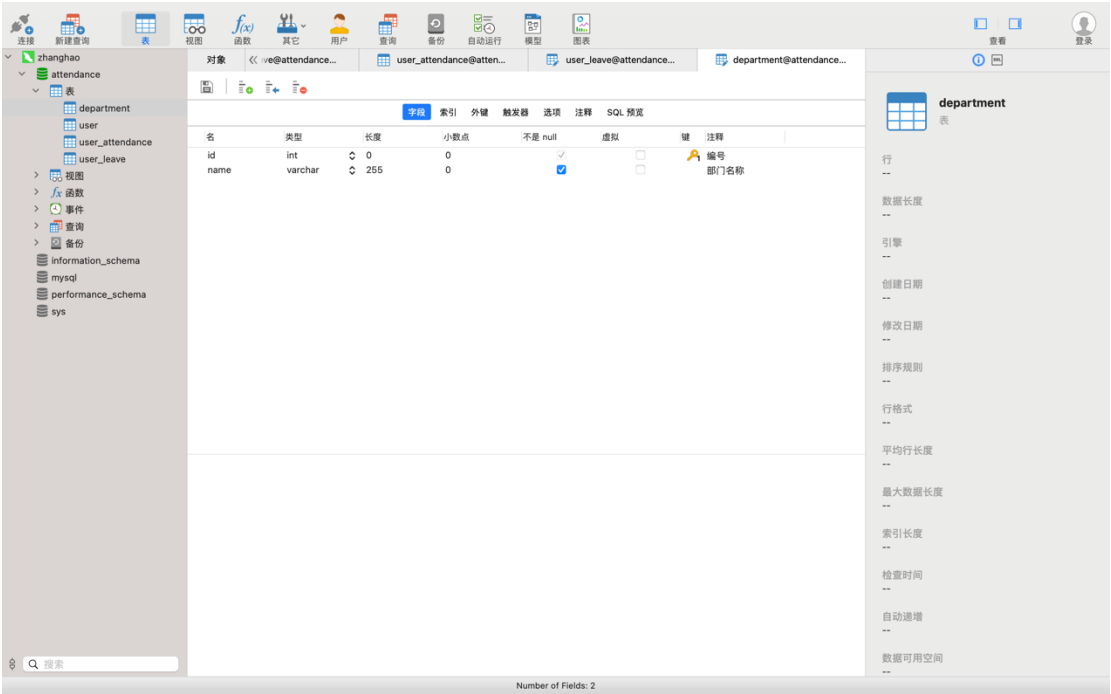 连接 新建查询 表 视图 函数 其它 用户 查询 备份 自动运行 模型 图表 查看 登录
zhanghao
attendance
表
department
user
user_attendance
user_leave
视图
函数
事件
查询
备份
information_schema
mysql
performance_schema
sys
搜索
对象 ve@attendance... user_attendance@atten... user_leave@attendance... department@attendance...
字段 索引 外键 触发器 选项 注释 SQL 预览
名 类型 长度 小数点 不是 null 虚拟 键 注释
id int 0 0 1 编号
name varchar 255 0 部门名称
department
表
行
--
数据长度
--
引擎
--
创建日期
--
修改日期
--
排序规则
--
行格式
--
平均行长度
--
最大数据长度
--
索引长度
--
检查时间
--
自动递增
--
数据可用空间
--
Number of Fields: 2